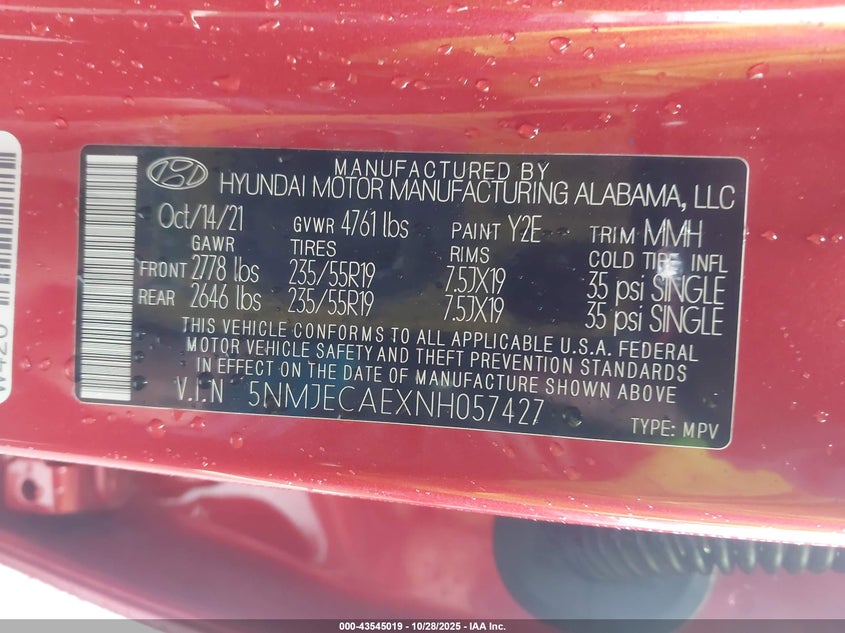 MANUFACTURED BY
HYUNDAI MOTOR MANUFACTURING ALABAMA, LLC
Oct/14/21 GVWR 4761 lbs PAINT Y2E TRIM MMH
GAWR TIRES RIMS COLD TIRE INFL
FRONT 2778 lbs 235/55R19 7.5JX19 35 psi SINGLE
REAR 2646 lbs 235/55R19 7.5JX19 35 psi SINGLE
THIS VEHICLE CONFORMS TO ALL APPLICABLE U.S.A. FEDERAL
MOTOR VEHICLE SAFETY AND THEFT PREVENTION STANDARDS
IN EFFECT ON THE DATE OF MANUFACTURE SHOWN ABOVE
V.I.N 5NMJECAEXNH057427
TYPE: MPV
000-43545019 - 10/28/2025 - IAA Inc.